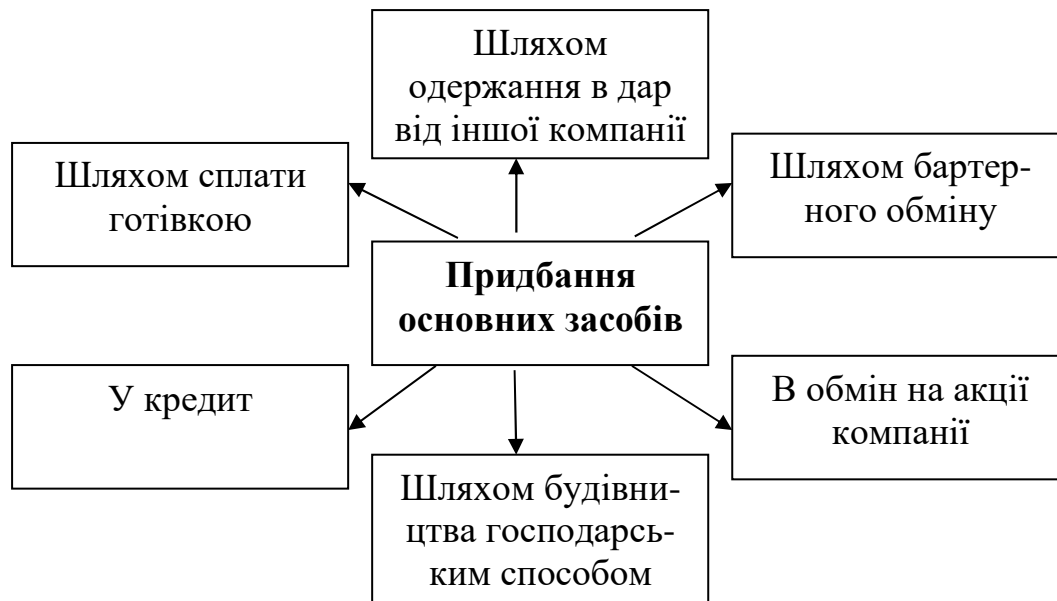 Шляхом
одержання в дар
від іншої компанії
Шляхом сплати
готівкою
Шляхом бартер-
ного обміну
Придбання
основних засобів
У кредит
В обмін на акції
компанії
Шляхом будівни-
цтва господарсь-
ким способом